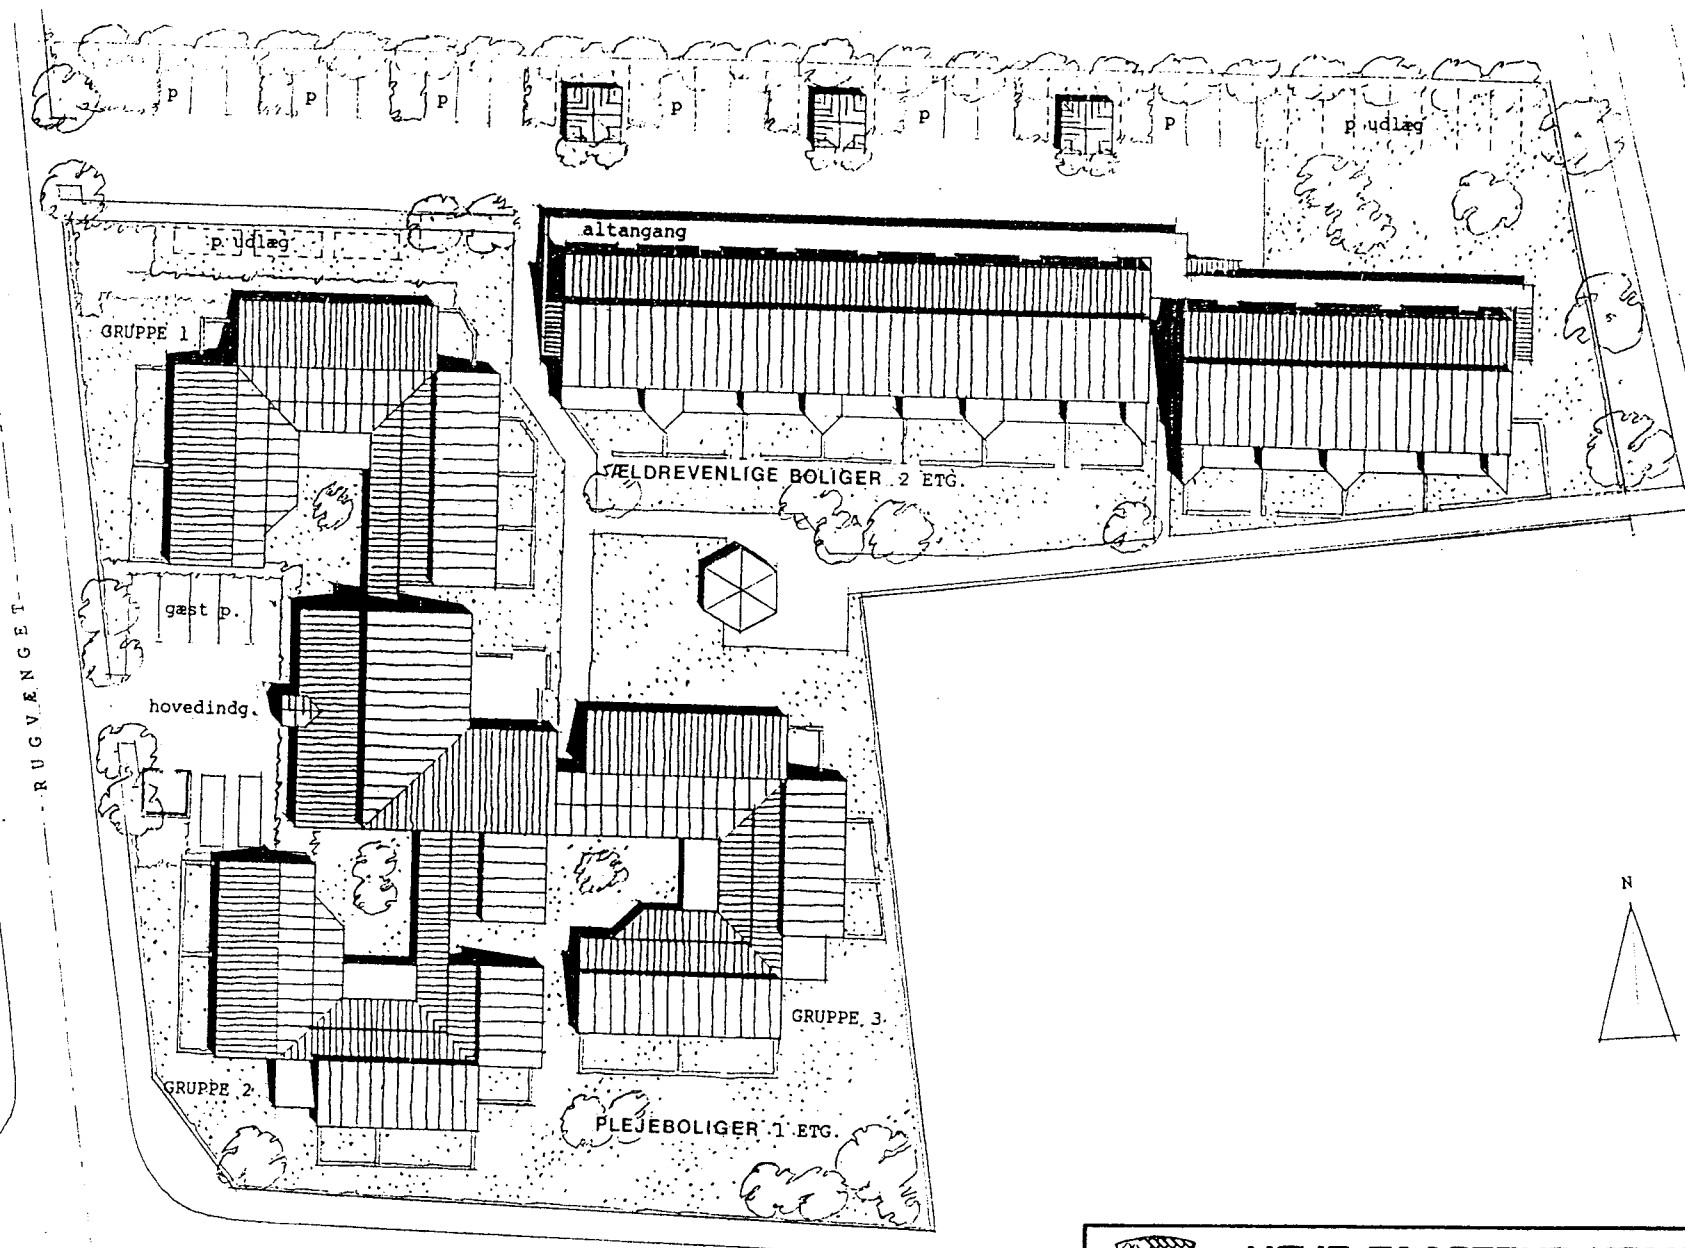 p
p
p
p
p
p
p udlæg
p udlæg
altangang
GRUPPE 1
ÆLDREVENLIGE BOLIGER 2 ETG.
gæst p.
RUGVÆNGET
hovedindg.
N
GRUPPE 3
GRUPPE 2
PLEJEBOLIGER 1 ETG.